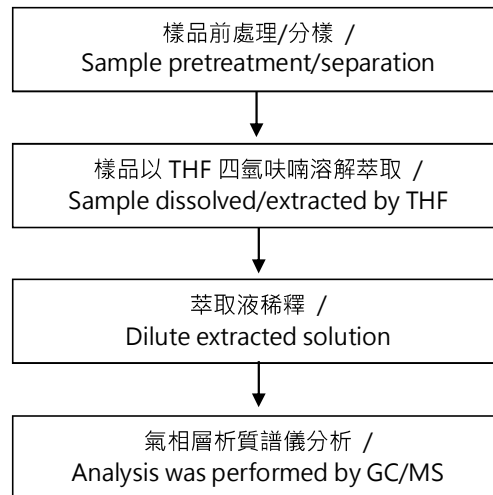 樣品前處理/分樣 /
Sample pretreatment/separation
樣品以 THF 四氫呋喃溶解萃取 /
Sample dissolved/extracted by THF
萃取液稀釋 /
Dilute extracted solution
氣相層析質譜儀分析 /
Analysis was performed by GC/MS